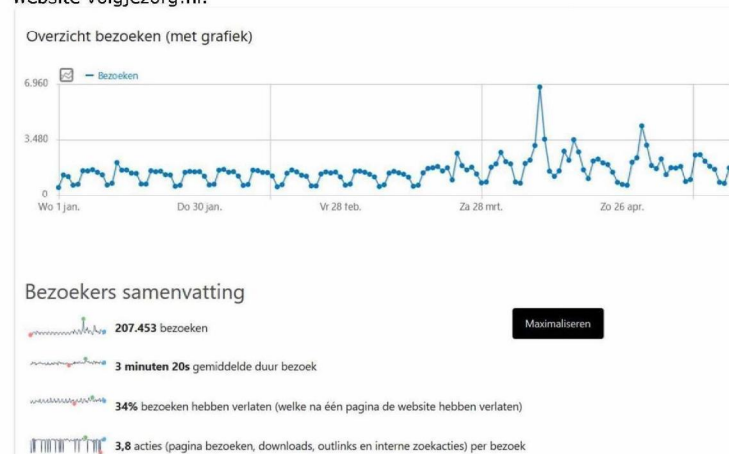 website volgjezorg.nl.
Overzicht bezoeken (met grafiek)
Bezoeken
6.960
3.480
0
Wo 1 jan.
Do 30 jan.
Vr 28 feb.
Za 28 mrt.
Zo 26 apr.
Bezoekers samenvatting
207.453 bezoeken
Maximaliseren
3 minuten 20s gemiddelde duur bezoek
34% bezoeken hebben verlaten (welke na één pagina de website hebben verlaten)
3,8 acties (pagina bezoeken, downloads, outlinks en interne zoekacties) per bezoek